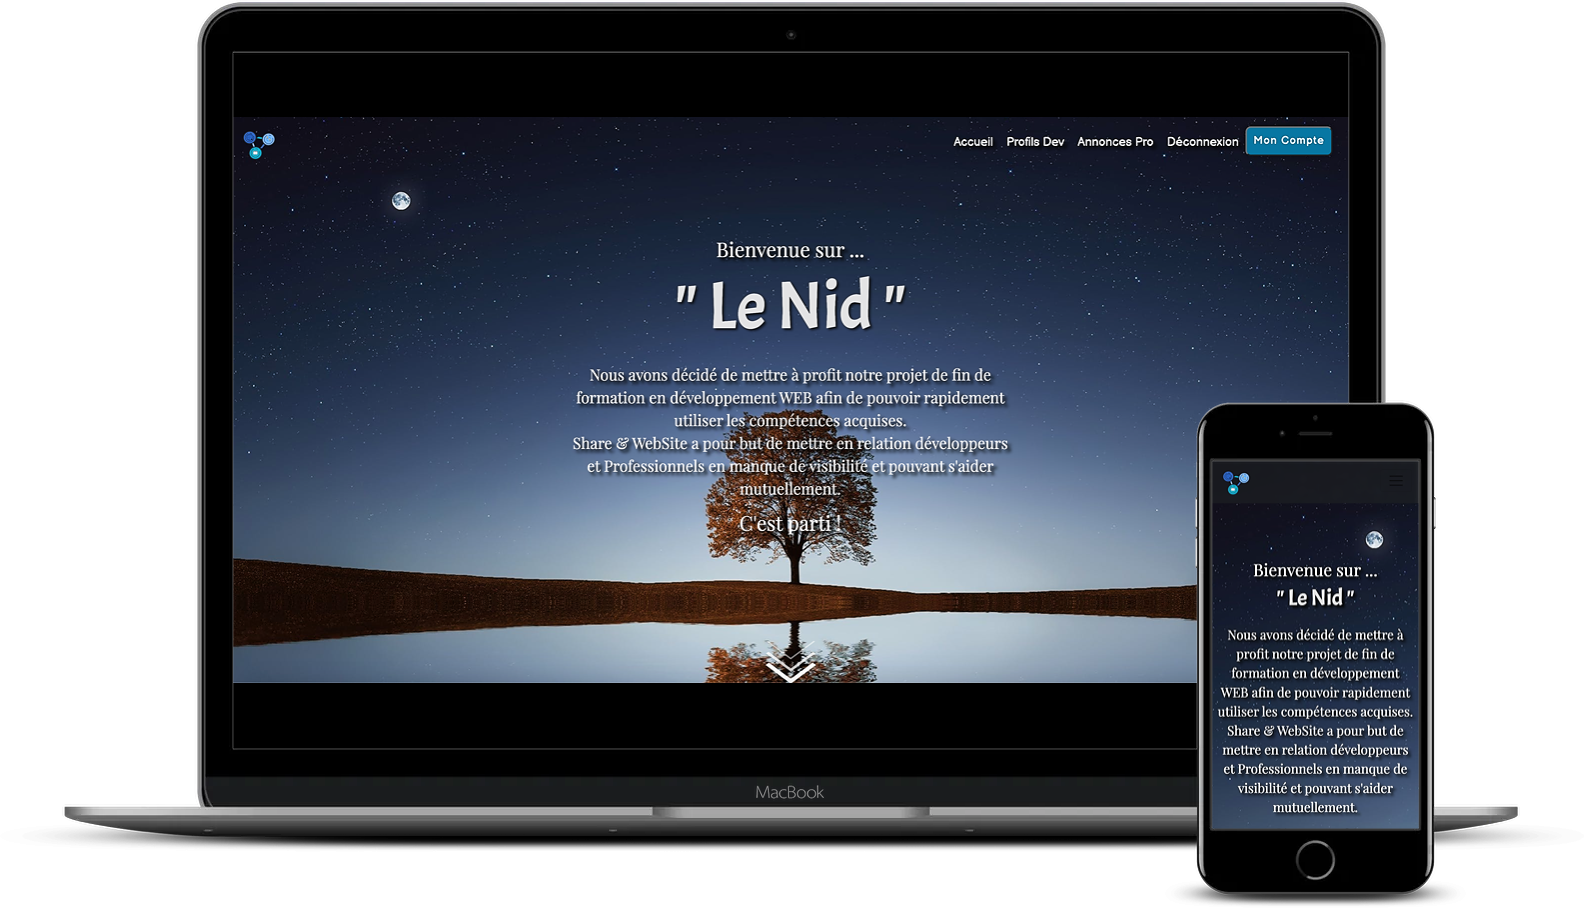 Accueil Profils Dev Annonces Pro Déconnexion Mon Compte
Bienvenue sur ...
" Le Nid "
Nous avons décidé de mettre à profit notre projet de fin de
formation en développement WEB afin de pouvoir rapidement
utiliser les compétences acquises.
Share & WebSite a pour but de mettre en relation développeurs
et Professionnels en manque de visibilité et pouvant s'aider
mutuellement.
C'est parti !
MacBook
Bienvenue sur ...
" Le Nid "
Nous avons décidé de mettre à
profit notre projet de fin de
formation en développement
WEB afin de pouvoir rapidement
utiliser les compétences acquises.
Share & WebSite a pour but de
mettre en relation développeurs
et Professionnels en manque de
visibilité et pouvant s'aider
mutuellement.